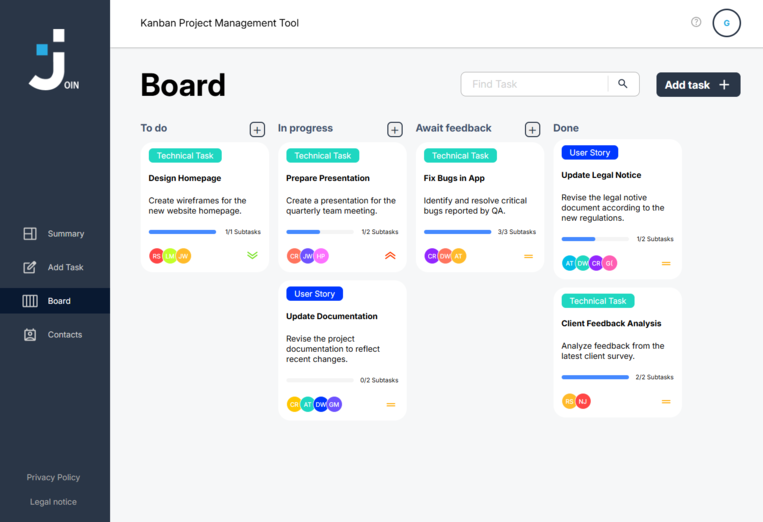 OIN
Kanban Project Management Tool
?
G
Summary
Add Task
Board
Contacts
Privacy Policy
Legal notice
Board
Find Task
Add task +
To do
Technical Task
Design Homepage
Create wireframes for the
new website homepage.
1/1 Subtasks
RS LM JW
In progress
Technical Task
Prepare Presentation
Create a presentation for the
quarterly team meeting.
1/2 Subtasks
CR JW HP
User Story
Update Documentation
Revise the project
documentation to reflect
recent changes.
0/2 Subtasks
CR AT DW GM
Await feedback
Technical Task
Fix Bugs in App
Identify and resolve critical
bugs reported by QA.
3/3 Subtasks
CR DW AT
Done
User Story
Update Legal Notice
Revise the legal notive
document according to the
new regulations.
1/2 Subtasks
AT DW CR
Technical Task
Client Feedback Analysis
Analyze feedback from the
latest client survey.
2/2 Subtasks
RS NJ